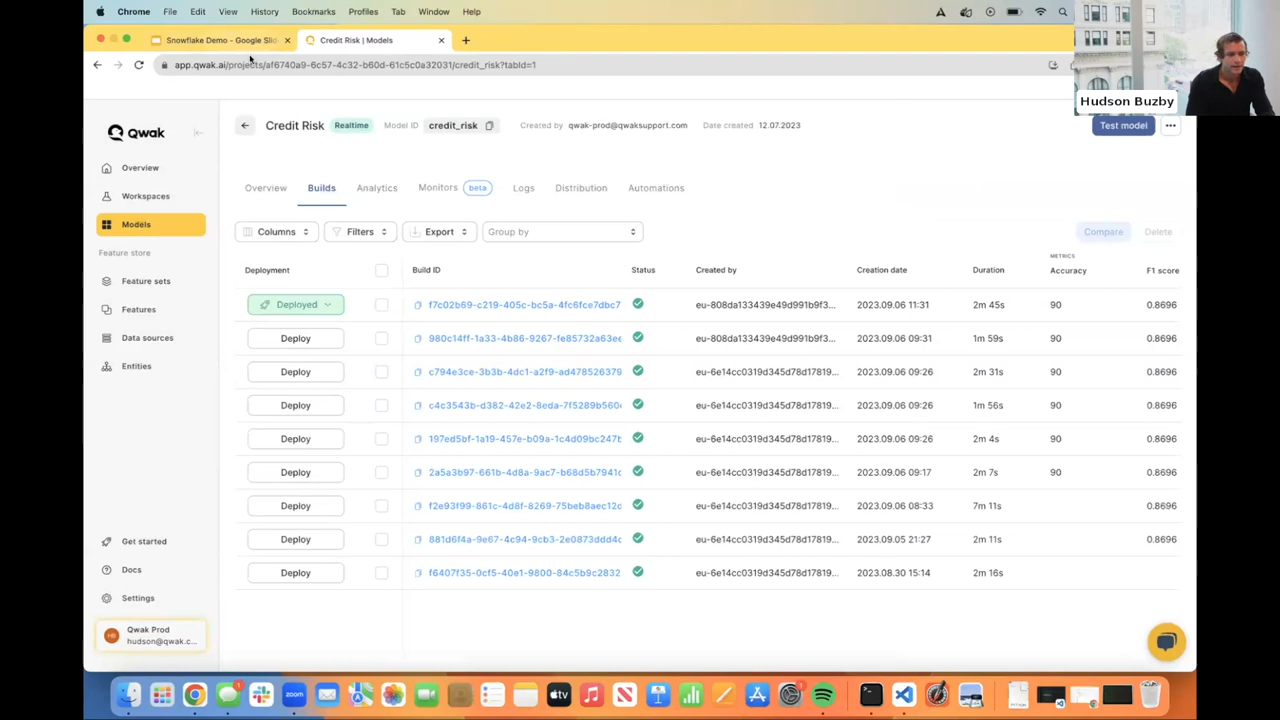 Chrome File Edit View History Bookmarks Profiles Tab Window Help
Snowflake Demo - Google Slid
Credit Risk | Models
app.qwak.ai/projects/af6740a9-6c57-4c32-b60d-61c5c0a32031/credit_risk?tabId=1
Hudson Buzby
Qwak
Credit Risk Realtime Model ID credit_risk Created by qwak-prod@qwaksupport.com Date created 12.07.2023 Test model
Overview
Workspaces
Models
Feature store
Feature sets
Features
Data sources
Entities
Get started
Docs
Settings
HB
Qwak Prod
hudson@qwak.c...
Overview Builds Analytics Monitors beta Logs Distribution Automations
Columns Filters Export Group by Compare Delete
METRICS
Deployment Build ID Status Created by Creation date Duration Accuracy F1 score
Deployed f7c02b69-c219-405c-bc5a-4fc6fce7dbc7 eu-808da133439e49d991b9f3... 2023.09.06 11:31 2m 45s 90 0.8696
Deploy 980c14ff-1a33-4b86-9267-fe85732a63ee eu-808da133439e49d991b9f3... 2023.09.06 09:31 1m 59s 90 0.8696
Deploy c794e3ce-3b3b-4dc1-a2f9-ad478526379 eu-6e14cc0319d345d78d17819... 2023.09.06 09:26 2m 31s 90 0.8696
Deploy c4c3543b-d382-42e2-8eda-7f5289b560 eu-6e14cc0319d345d78d17819... 2023.09.06 09:26 1m 56s 90 0.8696
Deploy 197ed5bf-1a19-457e-b09a-1c4d09bc247b eu-6e14cc0319d345d78d17819... 2023.09.06 09:26 2m 4s 90 0.8696
Deploy 2a5a3b97-661b-4d8a-9ac7-b68d5b7941c eu-6e14cc0319d345d78d17819... 2023.09.06 09:17 2m 7s 90 0.8696
Deploy f2e93f99-861c-4d8f-8269-75beb8aec12c eu-6e14cc0319d345d78d17819... 2023.09.06 08:33 7m 11s 0.8696
Deploy 881d6f4a-9e67-4c94-9cb3-2e0873ddd4c eu-6e14cc0319d345d78d17819... 2023.09.05 21:27 2m 11s 0.8696
Deploy f6407f35-0cf5-40e1-9800-84c5b9c2832 eu-6e14cc0319d345d78d17819... 2023.08.30 15:14 2m 16s
zoom
tv